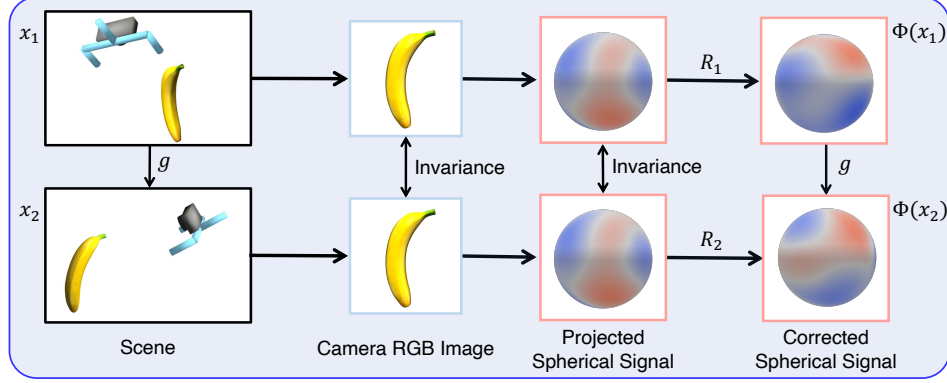 x₁
R₁
Φ(x₁)
g
Invariance
Invariance
g
x₂
R₂
Φ(x₂)
Scene
Camera RGB Image
Projected
Spherical Signal
Corrected
Spherical Signal